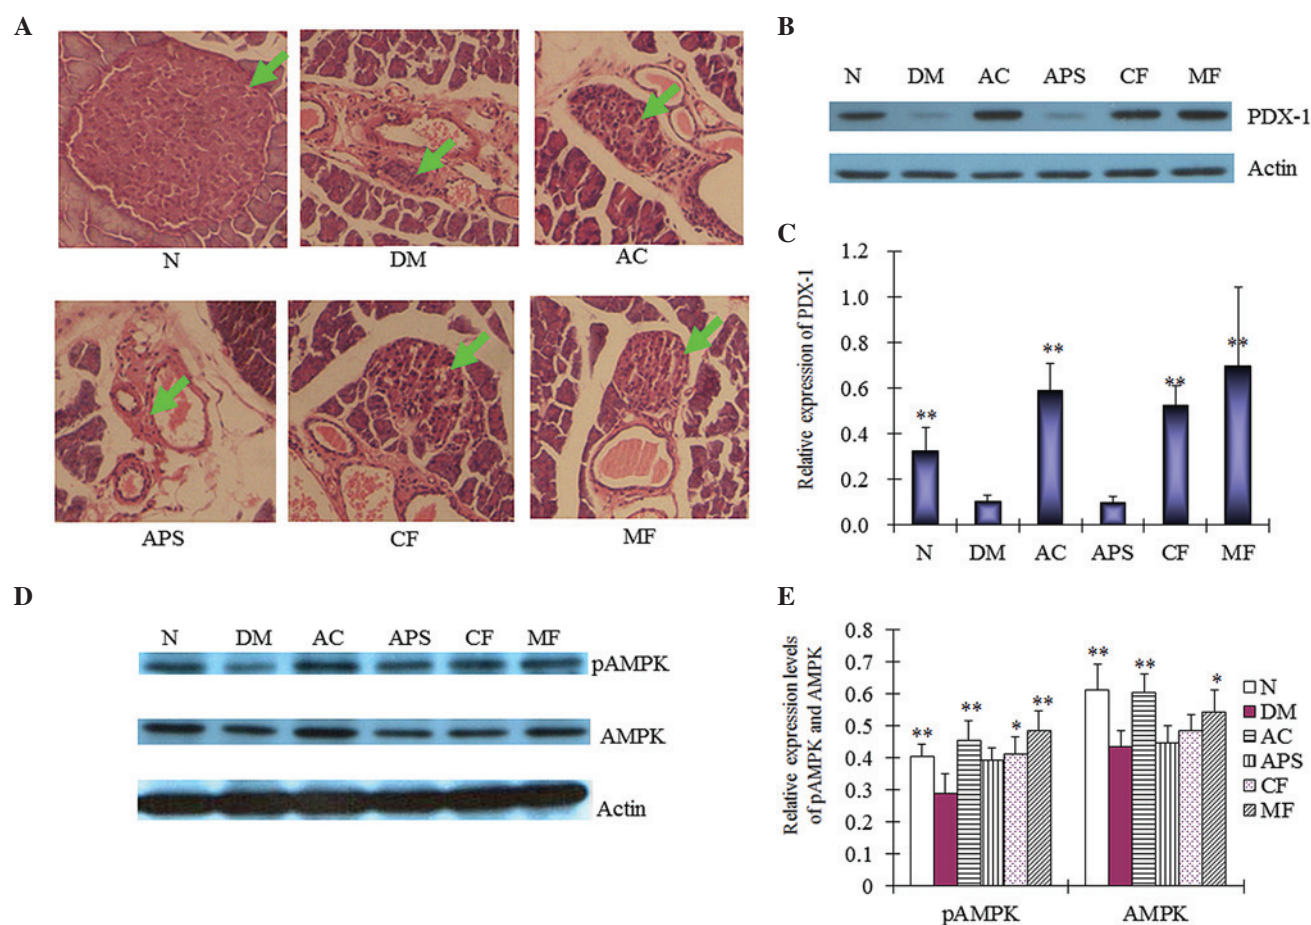 A
N
DM
AC
APS
CF
MF
B
N DM AC APS CF MF
PDX-1
Actin
C
Relative expression of PDX-1
1.2
1.0
0.8
0.6
0.4
0.2
0.0
**
**
**
**
N DM AC APS CF MF
D
N DM AC APS CF MF
pAMPK
AMPK
Actin
E
Relative expression levels
of pAMPK and AMPK
0.8
0.7
0.6
0.5
0.4
0.3
0.2
0.1
0
** ** * **
** ** *
pAMPK AMPK
N
DM
AC
APS
CF
MF